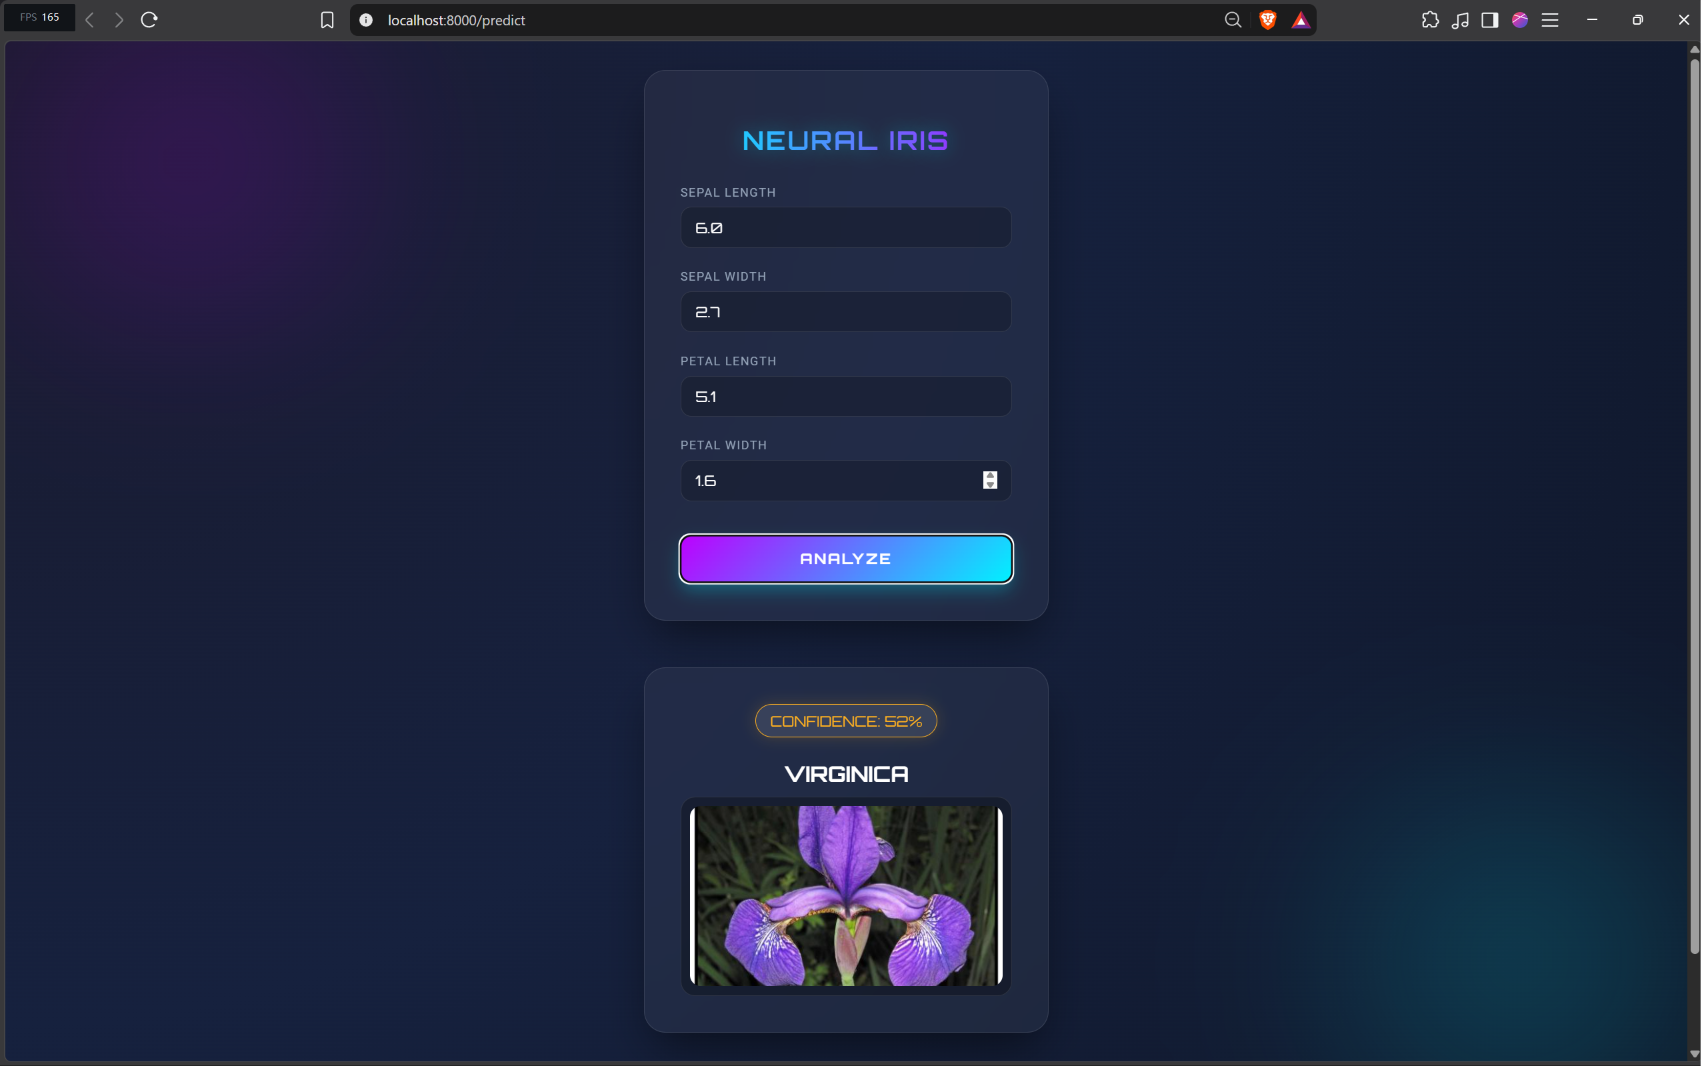 FPS 165
localhost:8000/predict
NEURAL IRIS
SEPAL LENGTH
6.0
SEPAL WIDTH
2.7
PETAL LENGTH
5.1
PETAL WIDTH
1.6
ANALYZE
CONFIDENCE: 52%
VIRGINICA